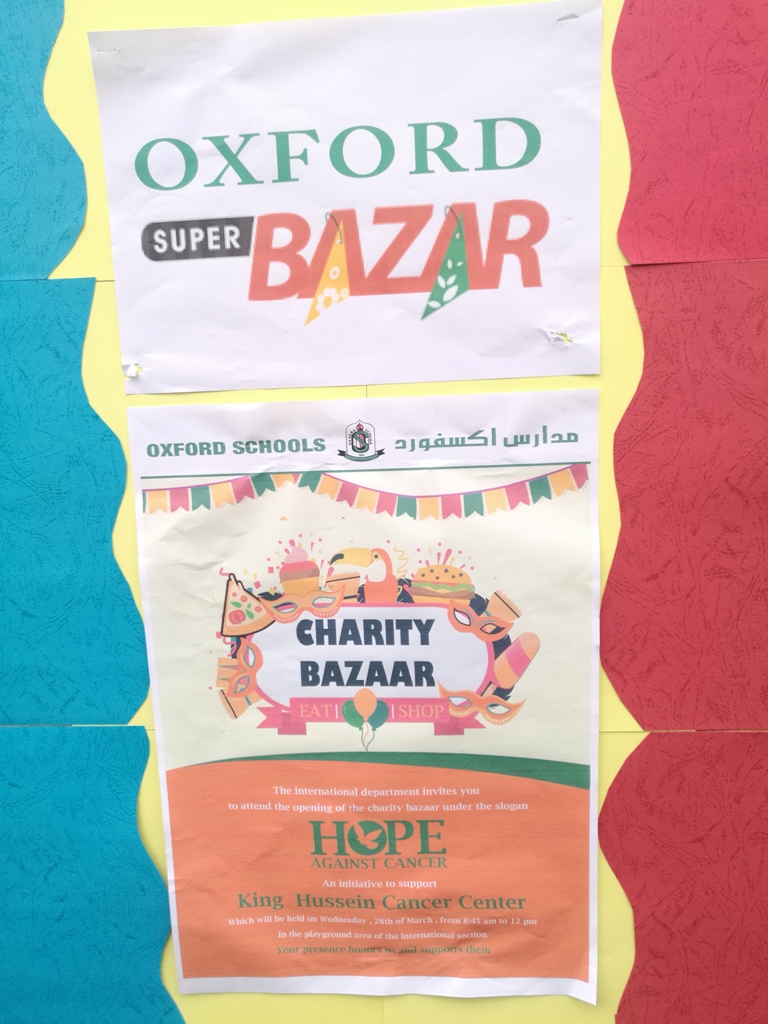 OXFORD
SUPER BAZAR
OXFORD SCHOOLS مدارس اكسفورد
CHARITY
BAZAAR
EAT SHOP
The international department invites you
to attend the opening of the charity bazaar under the slogan
HOPE
AGAINST CANCER
An initiative to support
King Hussein Cancer Center
Which will be held on Wednesday , 28th of March , from 8:45 am to 12 pm
In the playground area of the international section
Your presence honors us and supports them